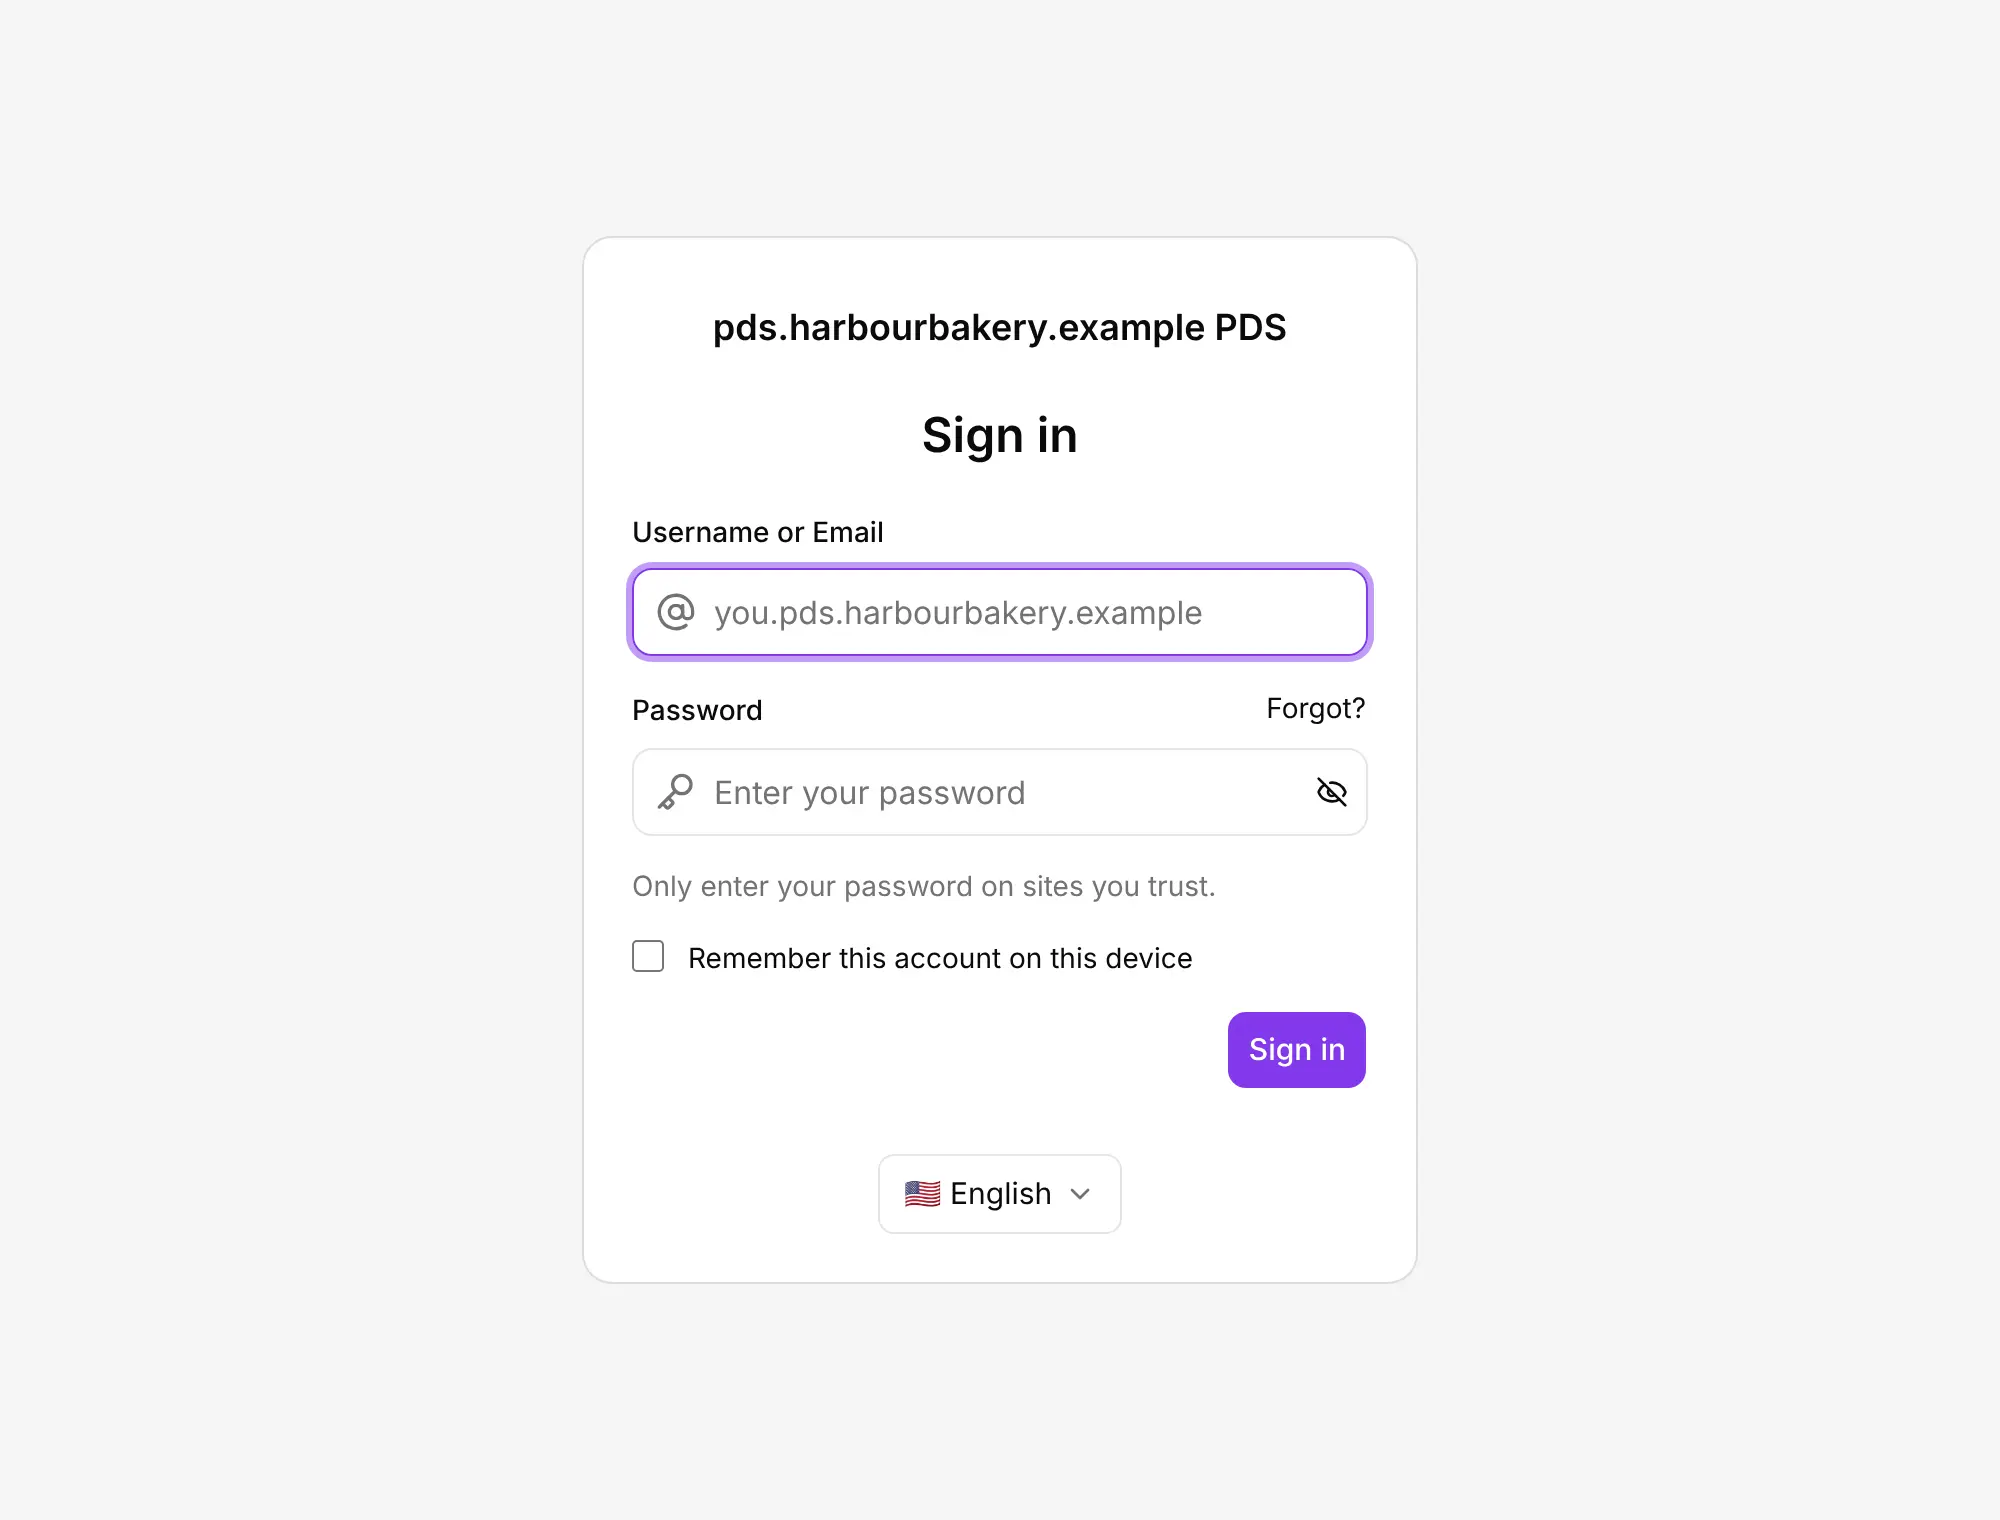 pds.harbourbakery.example PDS
Sign in
Username or Email
you.pds.harbourbakery.example
Password
Forgot?
Enter your password
Only enter your password on sites you trust.
Remember this account on this device
Sign in
🇺🇸 English